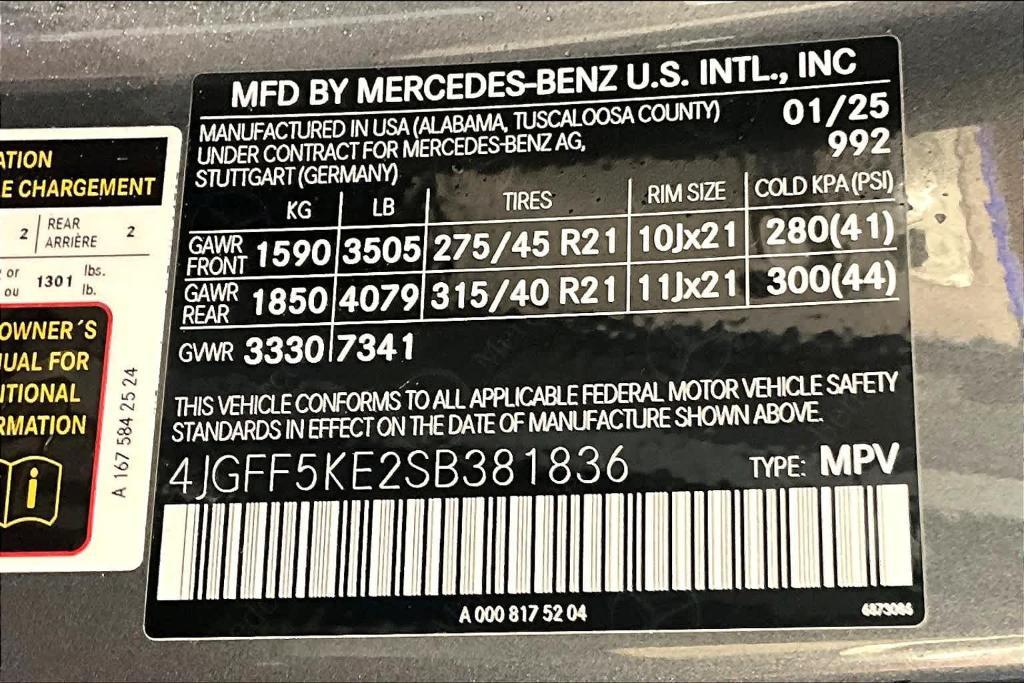 MFD BY MERCEDES-BENZ U.S. INTL., INC
MANUFACTURED IN USA (ALABAMA, TUSCALOOSA COUNTY) 01/25
UNDER CONTRACT FOR MERCEDES-BENZ AG, 992
STUTTGART (GERMANY)
KG LB TIRES RIM SIZE COLD KPA (PSI)
GAWR FRONT 1590 3505 275/45 R21 10Jx21 280(41)
GAWR REAR 1850 4079 315/40 R21 11Jx21 300(44)
GVWR 3330 7341
THIS VEHICLE CONFORMS TO ALL APPLICABLE FEDERAL MOTOR VEHICLE SAFETY
STANDARDS IN EFFECT ON THE DATE OF MANUFACTURE SHOWN ABOVE.
4JGFF5KE2SB381836 TYPE: MPV
A 000 817 52 04 6873086
ATION
E CHARGEMENT
2 REAR ARRIÈRE 2
or ou 1301 lbs. lb.
OWNER´S
UAL FOR
ITIONAL
RMATION
i
A 167 584 25 24